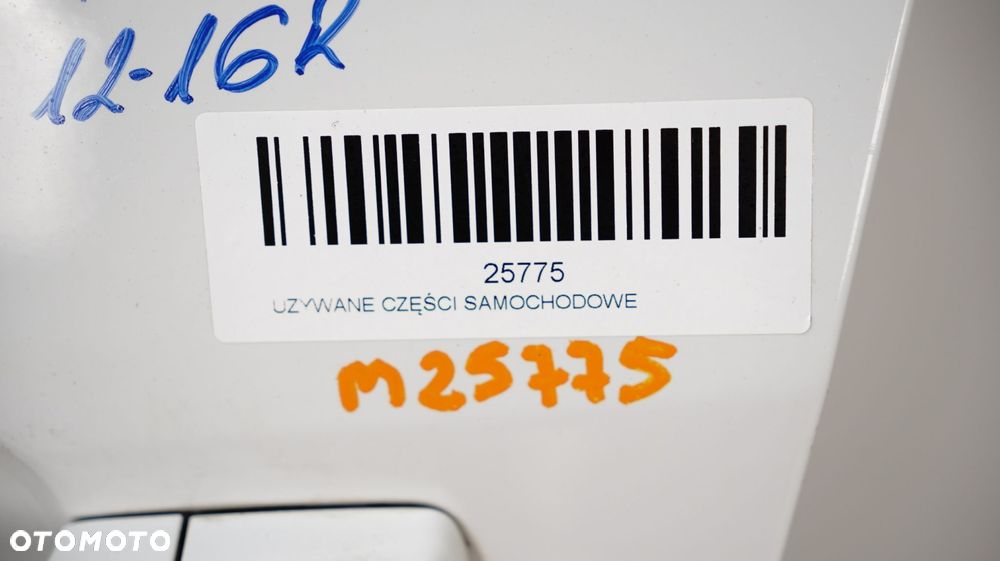 12-16R
25775
UZYWANE CZĘŚCI SAMOCHODOWE
M25775
OTOMOTO